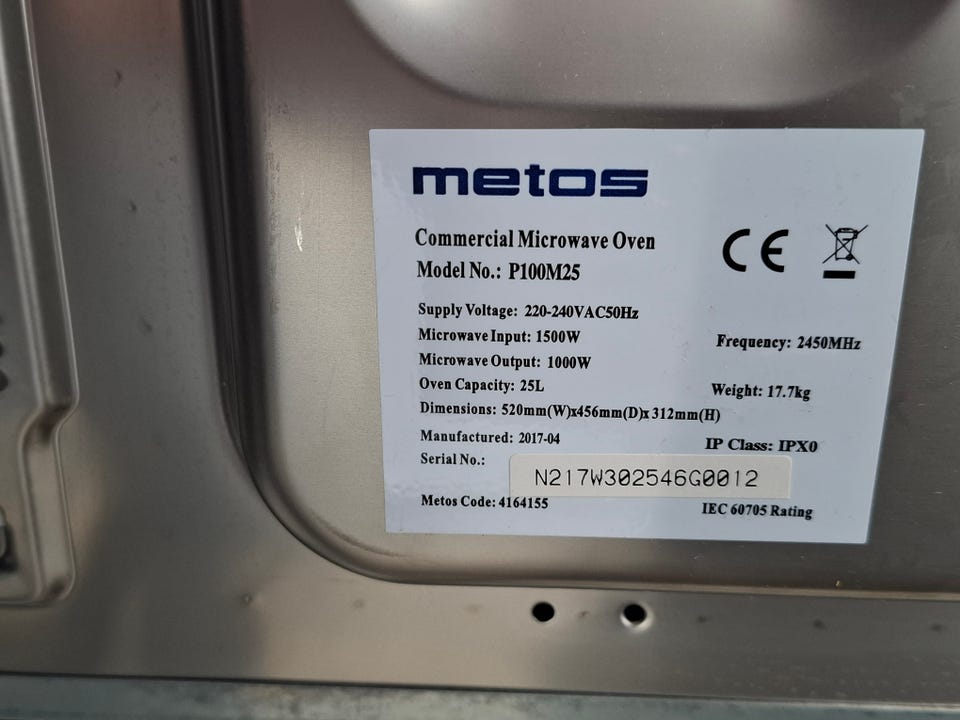 metos
Commercial Microwave Oven
CE
Model No.: P100M25
Supply Voltage: 220-240VAC50Hz
Microwave Input: 1500W
Frequency: 2450MHz
Microwave Output: 1000W
Oven Capacity: 25L
Weight: 17.7kg
Dimensions: 520mm(W)x456mm(D)x 312mm(H)
Manufactured: 2017-04
IP Class: IPX0
Serial No.:
N217W302546G0012
Metos Code: 4164155
IEC 60705 Rating